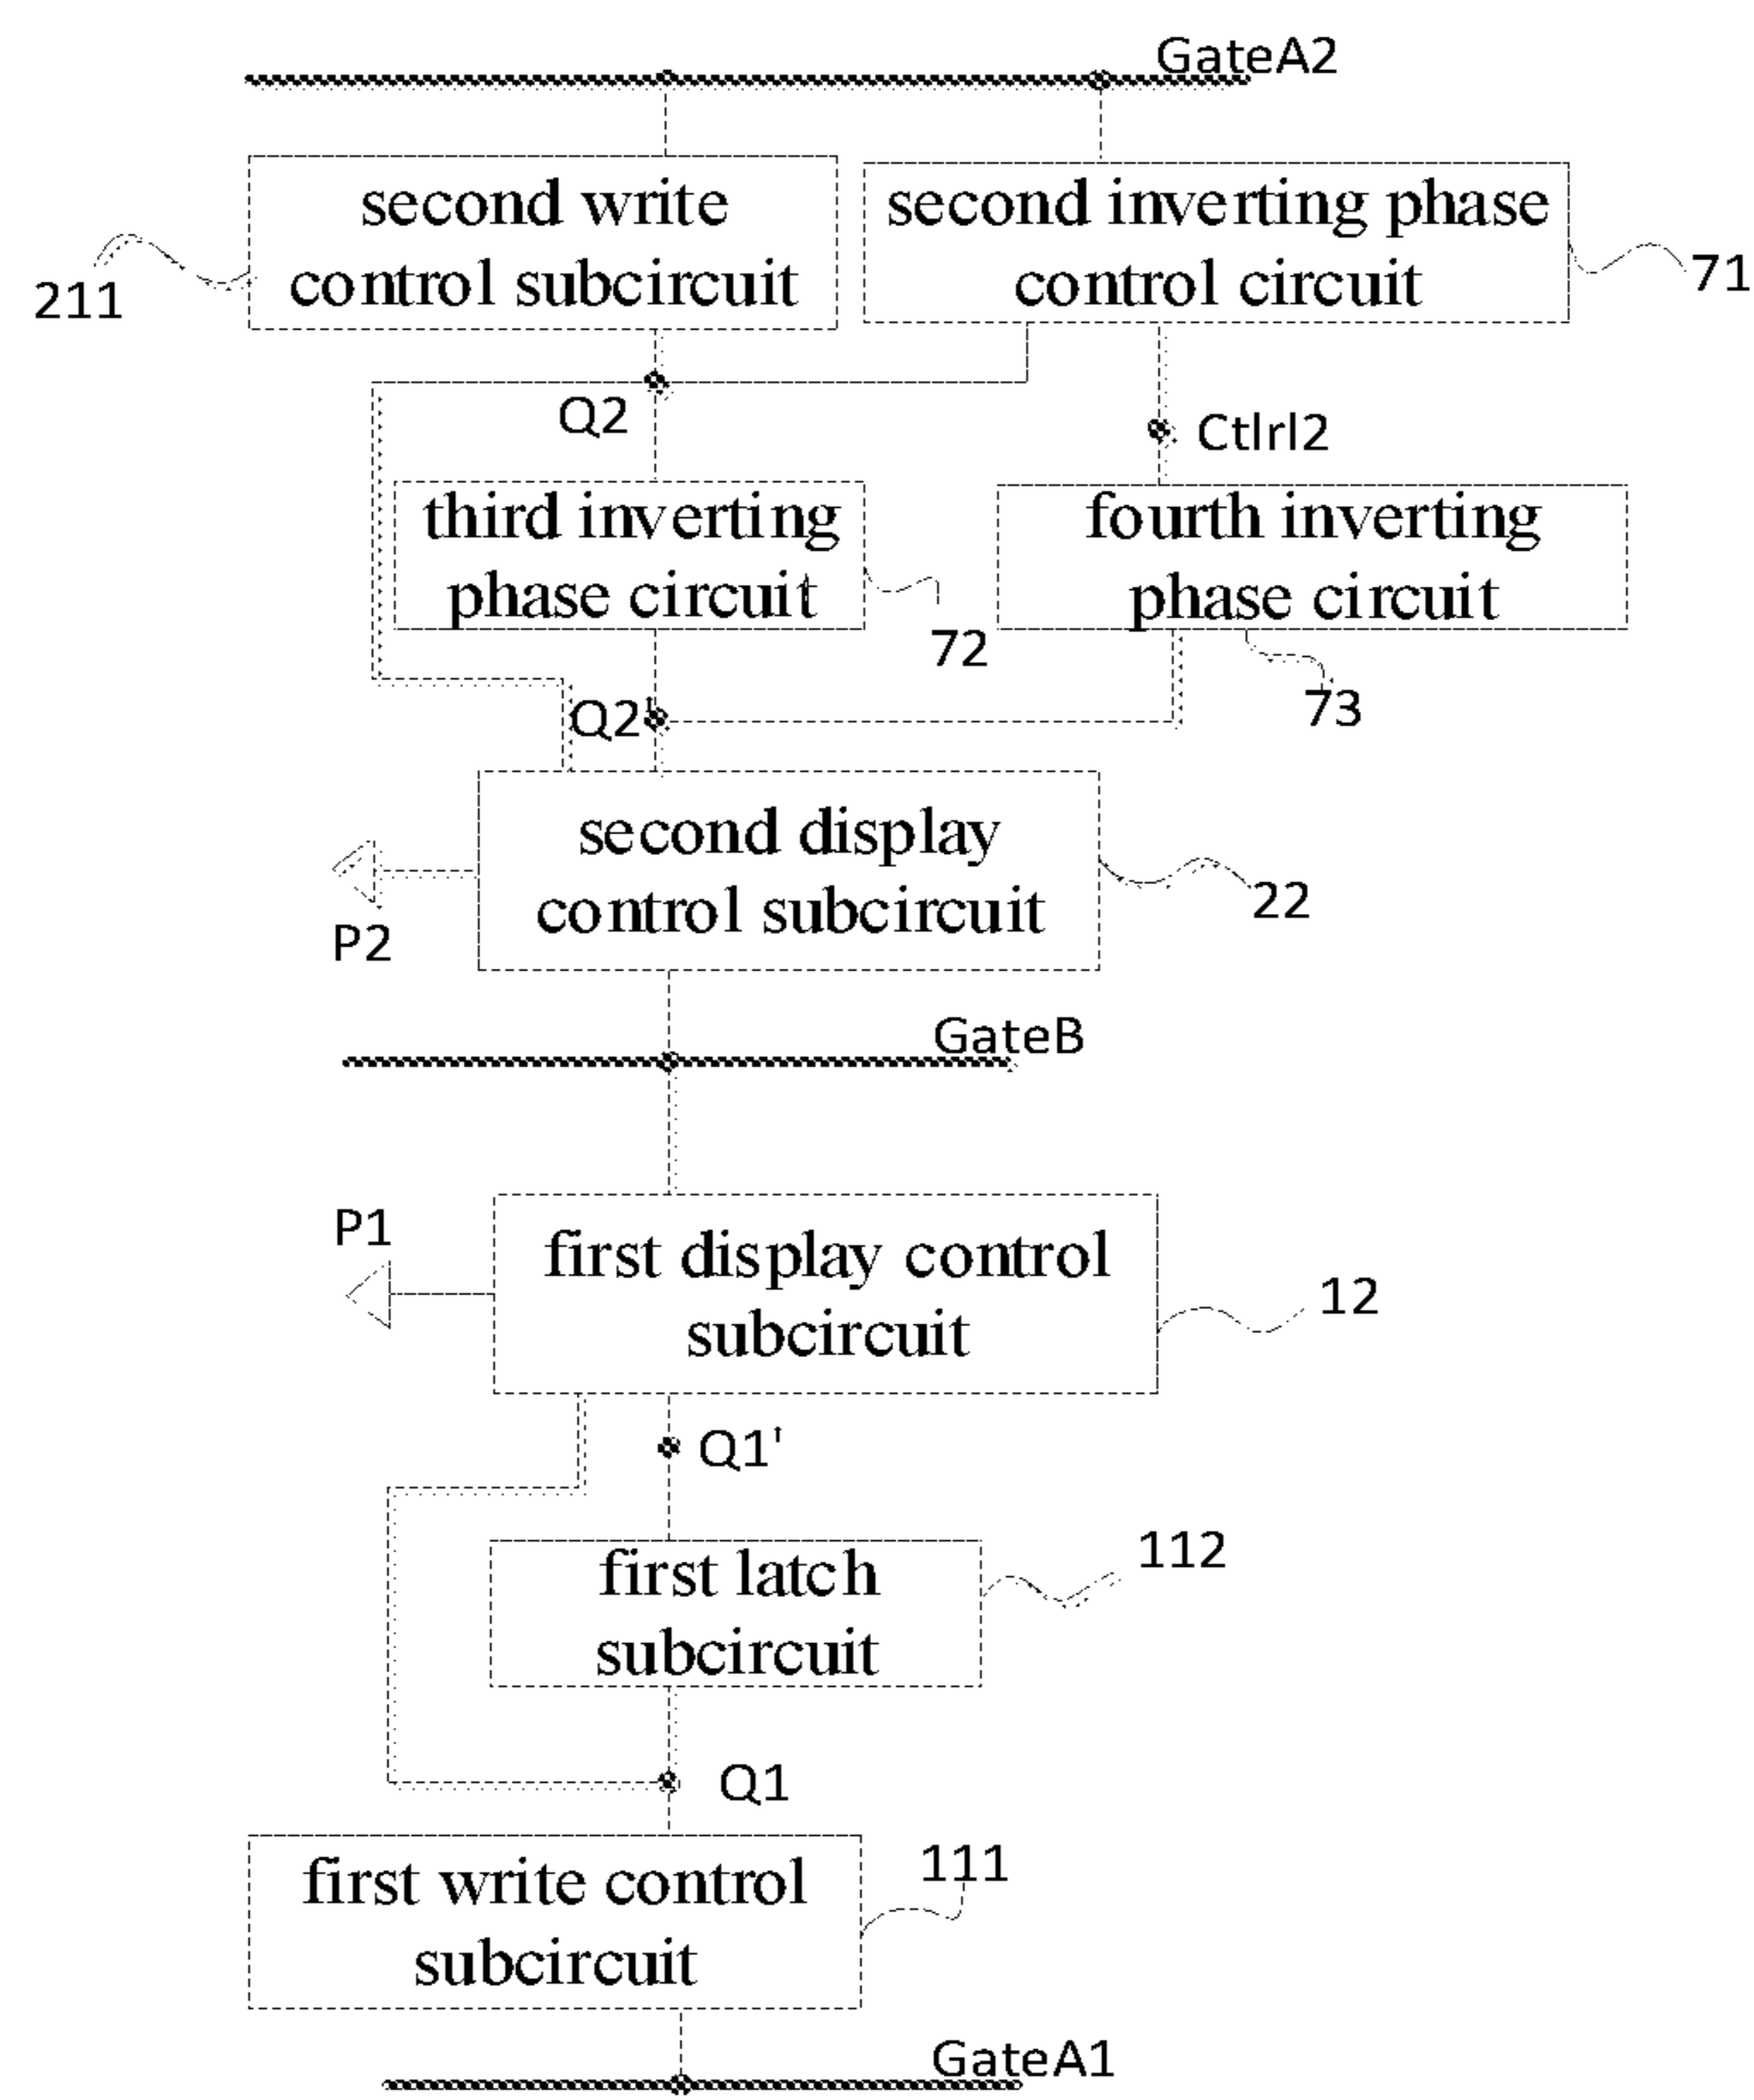 GateA2
second write
control subcircuit
second inverting phase
control circuit
211
71
Q2
Ctlrl2
third inverting
phase circuit
fourth inverting
phase circuit
72
73
Q2'
second display
control subcircuit
22
P2
GateB
P1
first display control
subcircuit
12
Q1'
first latch
subcircuit
112
Q1
first write control
subcircuit
111
GateA1